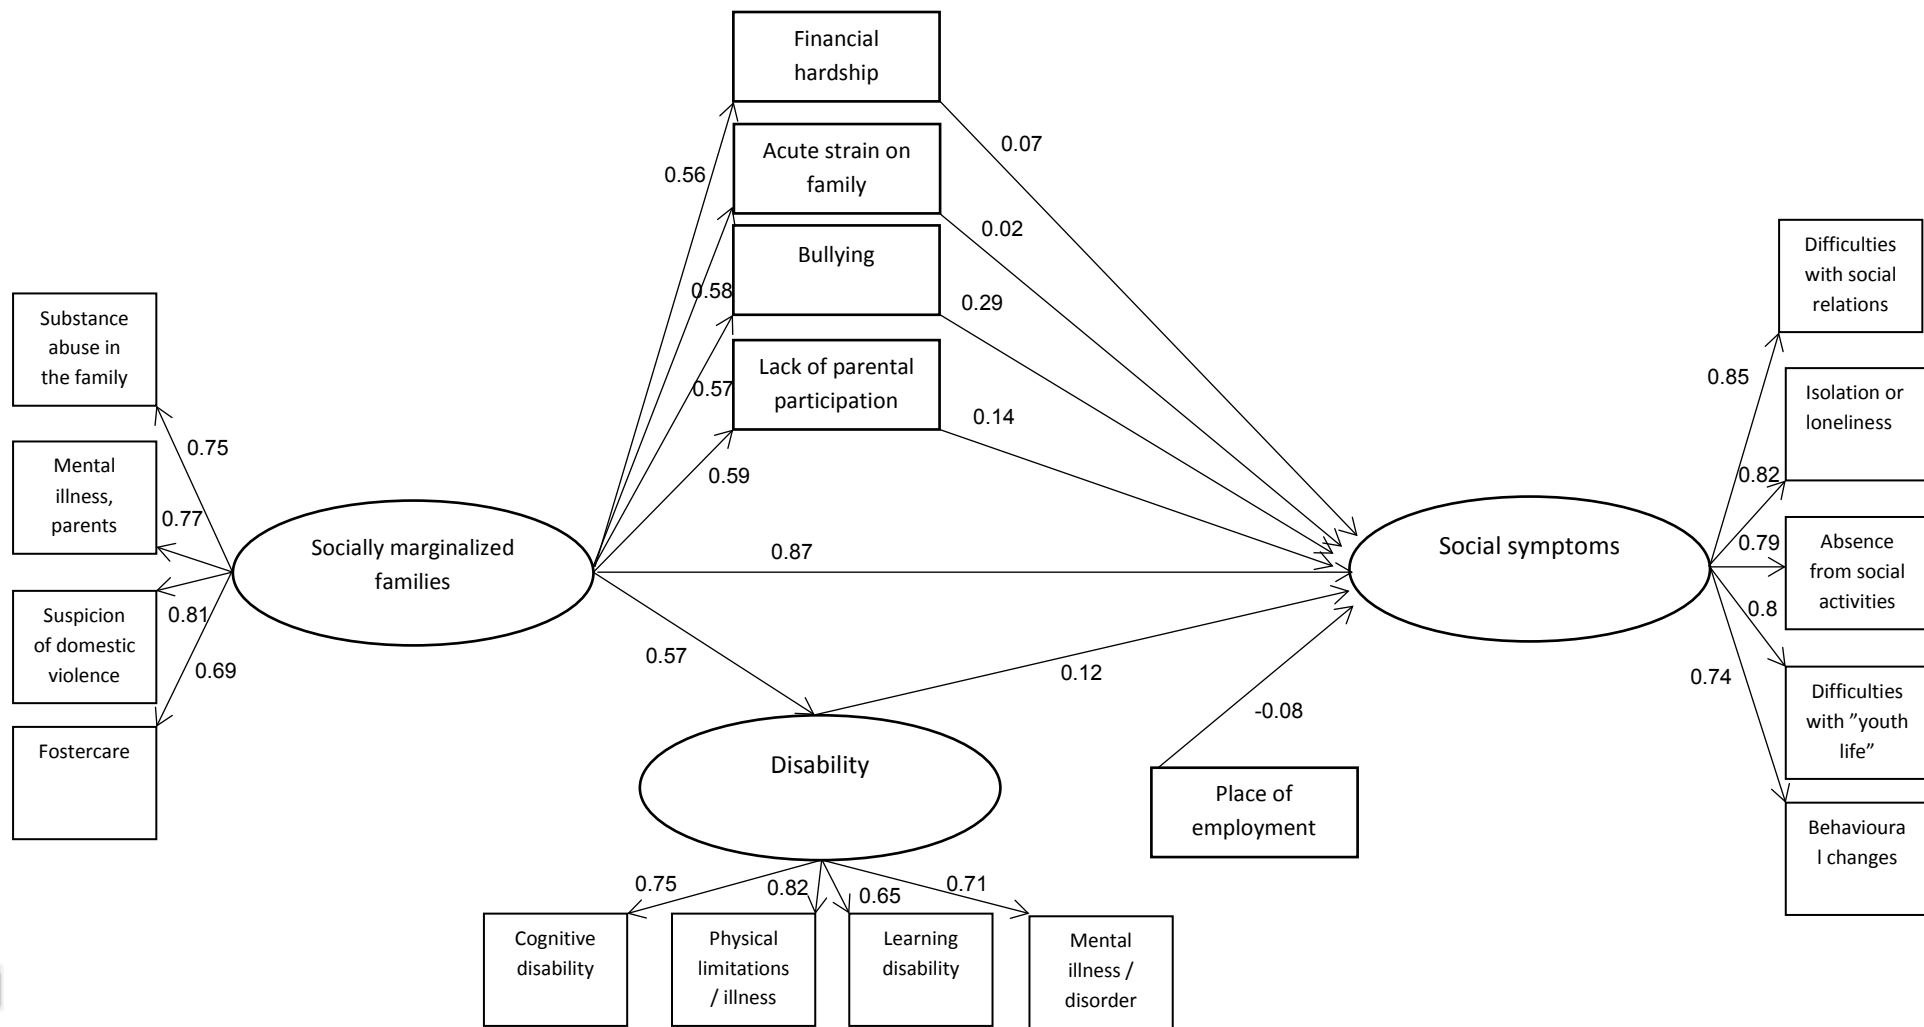 Financial
hardship
0.07
Acute strain on
family
0.56
0.02
Bullying
0.58
0.29
Lack of parental
participation
0.57
0.14
0.59
Substance
abuse in
the family
0.75
Mental
illness,
parents
0.77
Suspicion
of domestic
violence
0.81
0.69
Fostercare
Socially marginalized
families
0.87
0.57
0.12
-0.08
Social symptoms
Disability
Place of
employment
0.75
0.82
0.65
0.71
Cognitive
disability
Physical
limitations
/ illness
Learning
disability
Mental
illness /
disorder
Difficulties
with social
relations
0.85
Isolation or
loneliness
0.82
0.79
Absence
from social
activities
0.8
0.74
Difficulties
with ”youth
life”
Behavioura
l changes